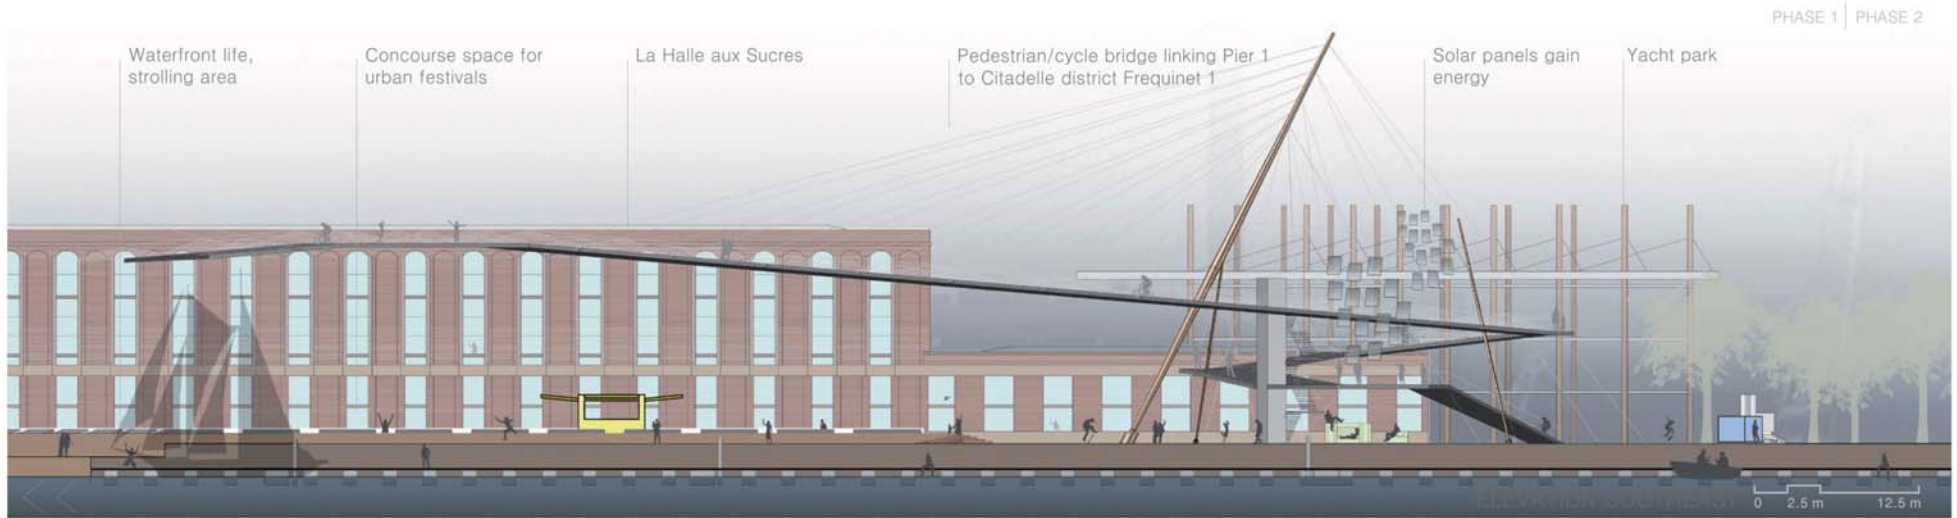 PHASE 1 | PHASE 2
Waterfront life,
strolling area
Concourse space for
urban festivals
La Halle aux Sucres
Pedestrian/cycle bridge linking Pier 1
to Citadelle district Frequinet 1
Solar panels gain
energy
Yacht park
ELEVATION SOUTHEAST
0 2.5 m 12.5 m